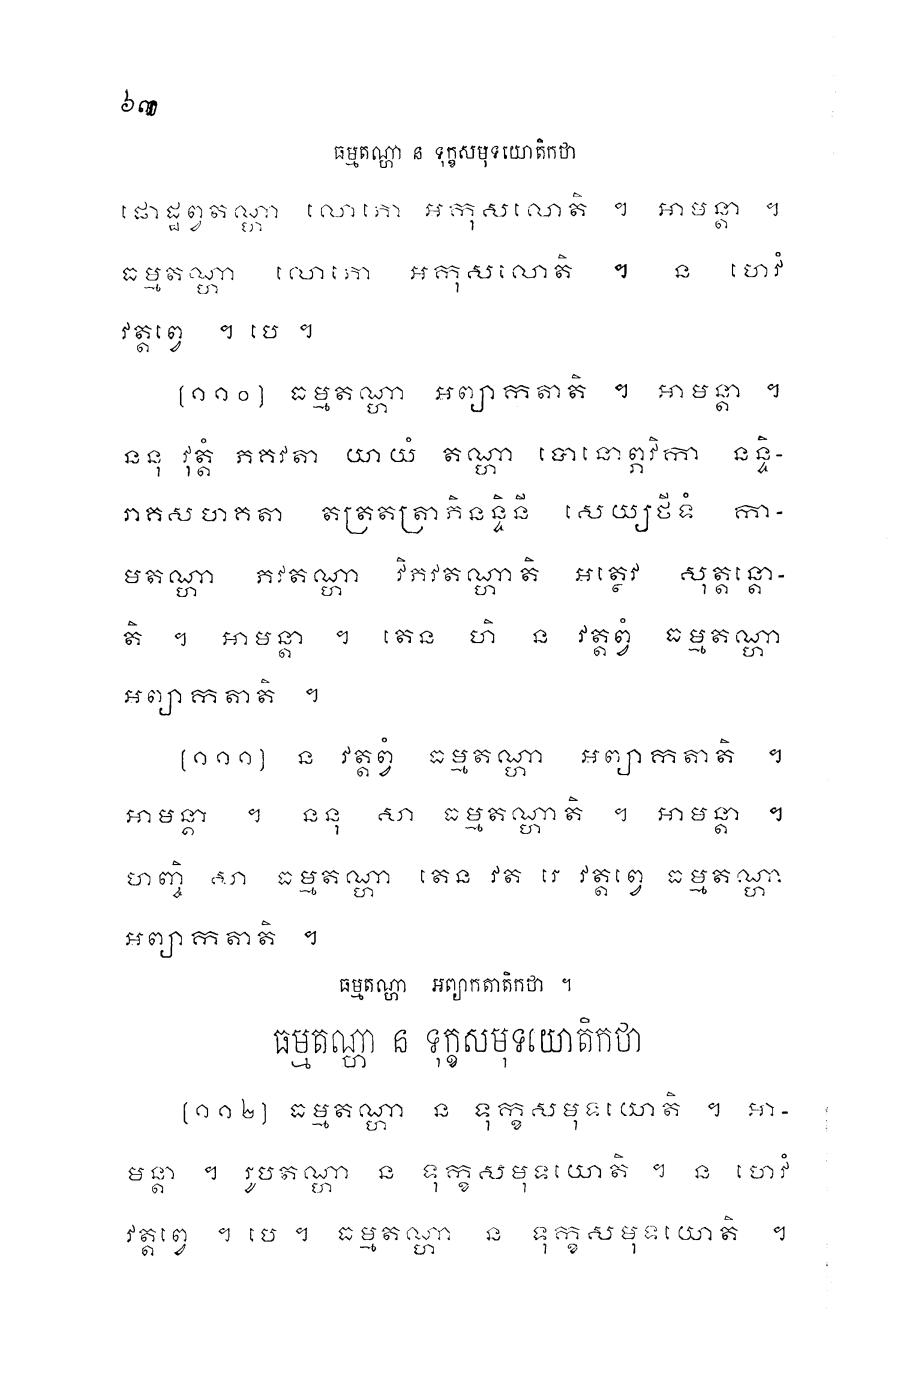 ធម្មតណ្ហា ន ទុក្ខសមុទយោតិកថា
ផោដ្ឋព្វតណ្ហា លោភោ អកុសលោតិ ។ អាមន្តា ។
ធម្មតណ្ហា លោភោ អកុសលោតិ ។ ន ហេវំ
វត្តព្វេ ។ បេ ។
(១១០) ធម្មតណ្ហា អព្យាកតាតិ ។ អាមន្តា ។
ននុ វុត្តំ ភគវតា យាយំ តណ្ហា បោនោព្ភវិកា នន្ទិ-
រាគសហគតា តត្រតត្រាភិនន្ទិនី សេយ្យថីទំ កា-
មតណ្ហា ភវតណ្ហា វិភវតណ្ហាតិ អត្ថេវ សុត្តន្តោ-
តិ ។ អាមន្តា ។ តេន ហិ ន វត្តព្វំ ធម្មតណ្ហា
អព្យាកតាតិ ។
(១១១) ន វត្តព្វំ ធម្មតណ្ហា អព្យាកតាតិ ។
អាមន្តា ។ ននុ សា ធម្មតណ្ហាតិ ។ អាមន្តា ។
ហញ្ចិ សា ធម្មតណ្ហា តេន វត រេ វត្តព្វេ ធម្មតណ្ហា
អព្យាកតាតិ ។
ធម្មតណ្ហា អព្យាកតាតិកថា ។
ធម្មតណ្ហា ន ទុក្ខសមុទយោតិកថា
(១១២) ធម្មតណ្ហា ន ទុក្ខសមុទយោតិ ។ អា-
មន្តា ។ រូបតណ្ហា ន ទុក្ខសមុទយោតិ ។ ន ហេវំ
វត្តព្វេ ។ បេ ។ ធម្មតណ្ហា ន ទុក្ខសមុទយោតិ ។